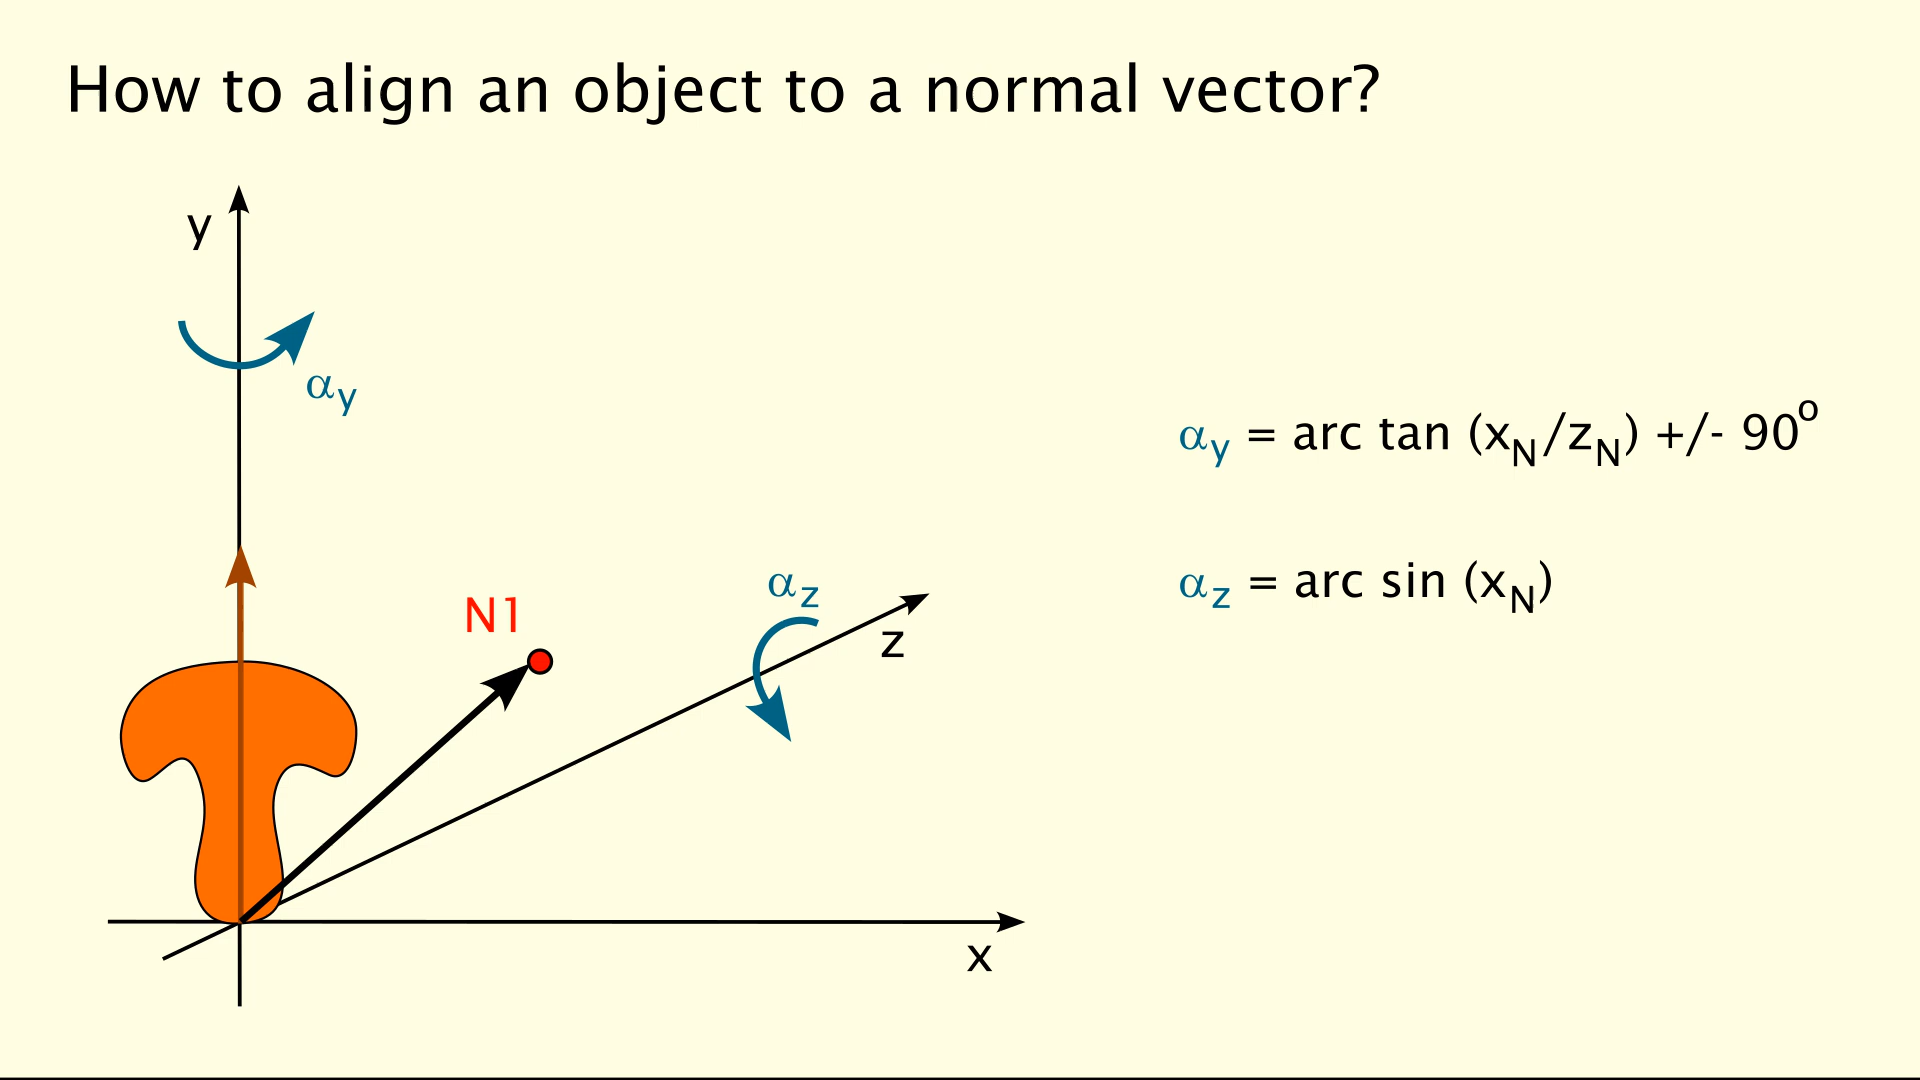 How to align an object to a normal vector?
y
αy
αy = arc tan (xN/zN) +/- 90o
αz
αz = arc sin (xN)
N1
z
x